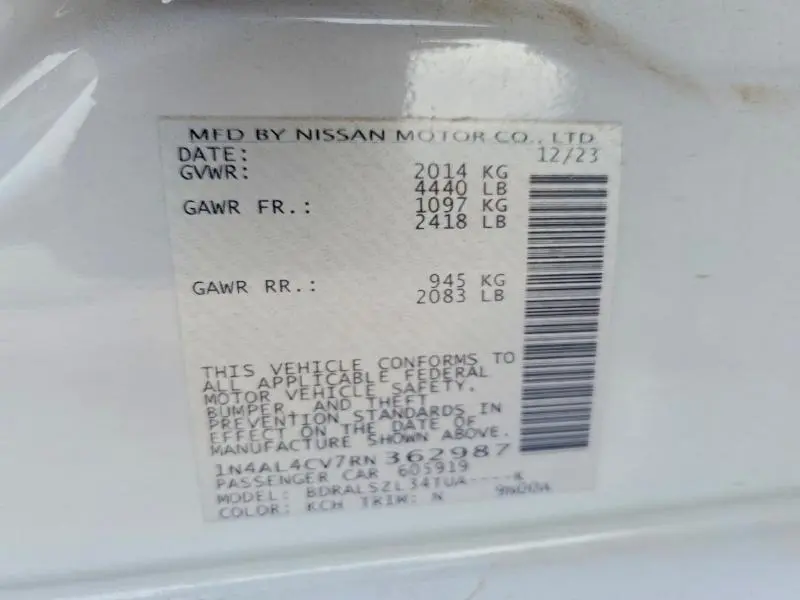 MFD BY NISSAN MOTOR CO., LTD
DATE: 12/23
GVWR: 2014 KG
4440 LB
GAWR FR.: 1097 KG
2418 LB
GAWR RR.: 945 KG
2083 LB
THIS VEHICLE CONFORMS TO
ALL APPLICABLE FEDERAL
MOTOR VEHICLE SAFETY,
BUMPER, AND THEFT
PREVENTION STANDARDS IN
EFFECT ON THE DATE OF
MANUFACTURE SHOWN ABOVE.
1N4AL4CV7RN 362987
PASSENGER CAR 605919
MODEL:
COLOR: KCH TRIM: N